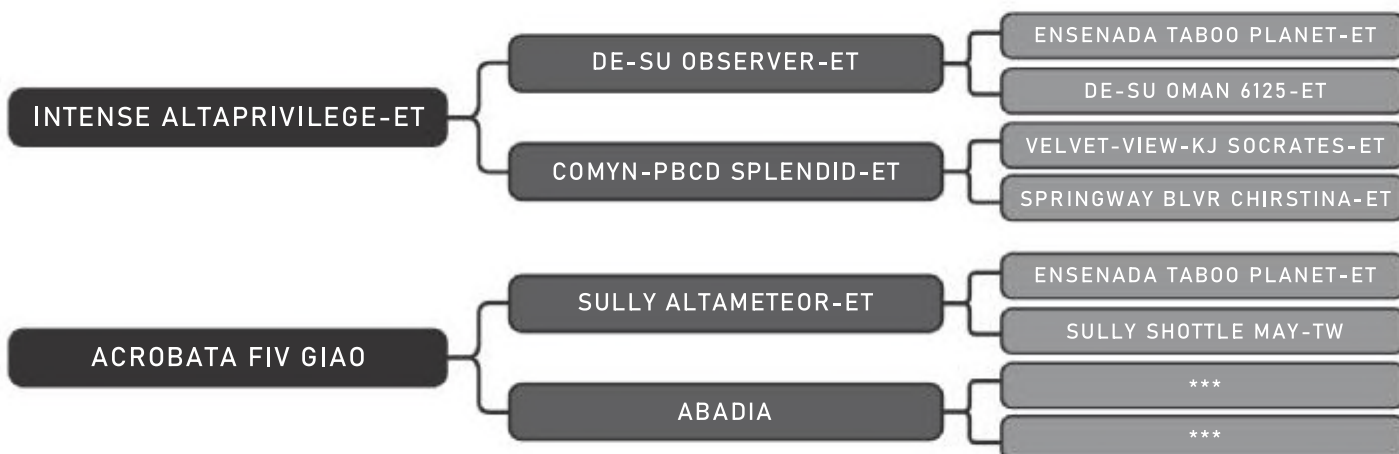 INTENSE ALTAPRIVILEGE-ET
DE-SU OBSERVER-ET
ENSENADA TABOO PLANET-ET
DE-SU OMAN 6125-ET
COMYN-PBCD SPLENDID-ET
VELVET-VIEW-KJ SOCRATES-ET
SPRINGWAY BLVR CHIRSTINA-ET
ACROBATA FIV GIAO
SULLY ALTAMETEOR-ET
ENSENADA TABOO PLANET-ET
SULLY SHOTTLE MAY-TW
ABADIA
***
***